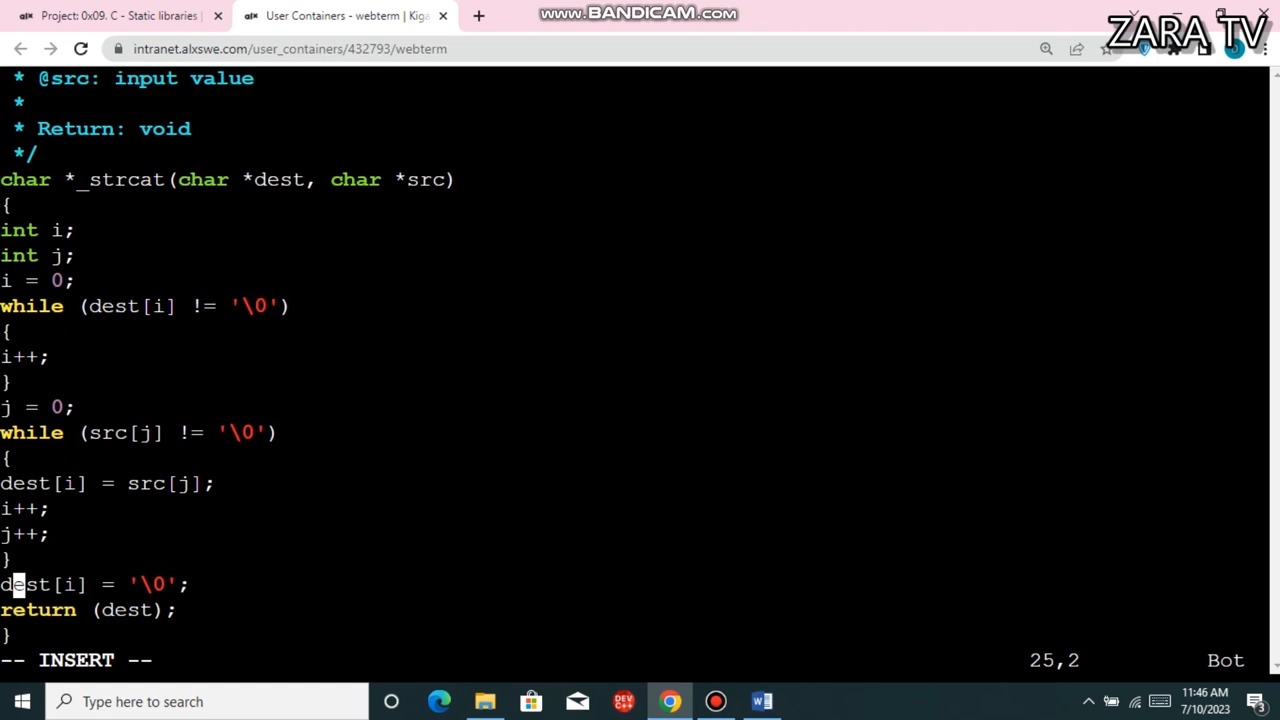 Project: 0x09. C - Static libraries
User Containers - webterm | Kiga
www.BANDICAM.com
ZARA TV
intranet.alxswe.com/user_containers/432793/webterm
* @src: input value
*
* Return: void
*/
char *_strcat(char *dest, char *src)
{
int i;
int j;
i = 0;
while (dest[i] != '\0')
{
i++;
}
j = 0;
while (src[j] != '\0')
{
dest[i] = src[j];
i++;
j++;
}
dest[i] = '\0';
return (dest);
}
-- INSERT -- 25,2 Bot
Type here to search
DEV C++
11:46 AM
7/10/2023
3